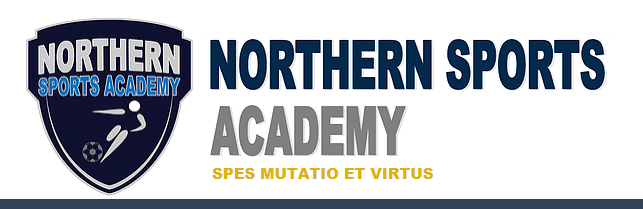 NORTHERN
SPORTS ACADEMY
NORTHERN SPORTS
ACADEMY
SPES MUTATIO ET VIRTUS